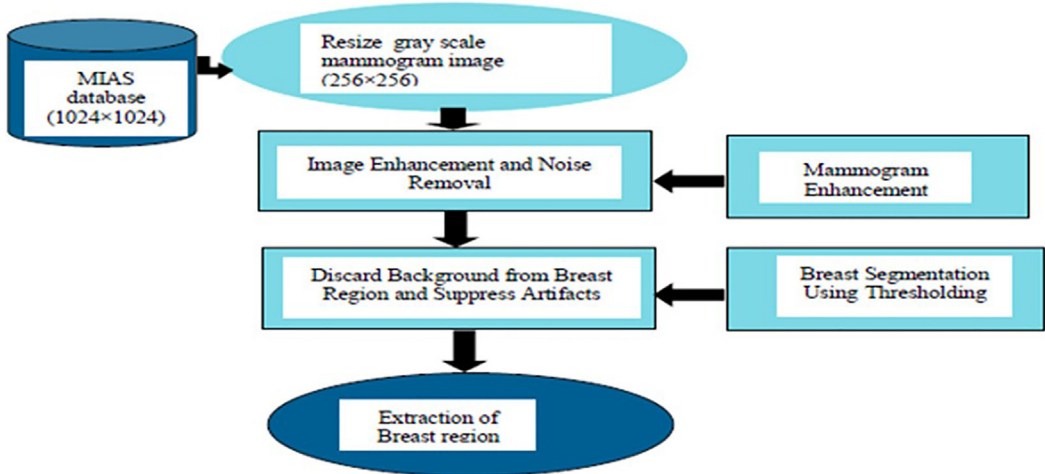 MIAS
database
(1024×1024)
Resize gray scale
mammogram image
(256×256)
Image Enhancement and Noise
Removal
Mammogram
Enhancement
Discard Background from Breast
Region and Suppress Artifacts
Breast Segmentation
Using Thresholding
Extraction of
Breast region